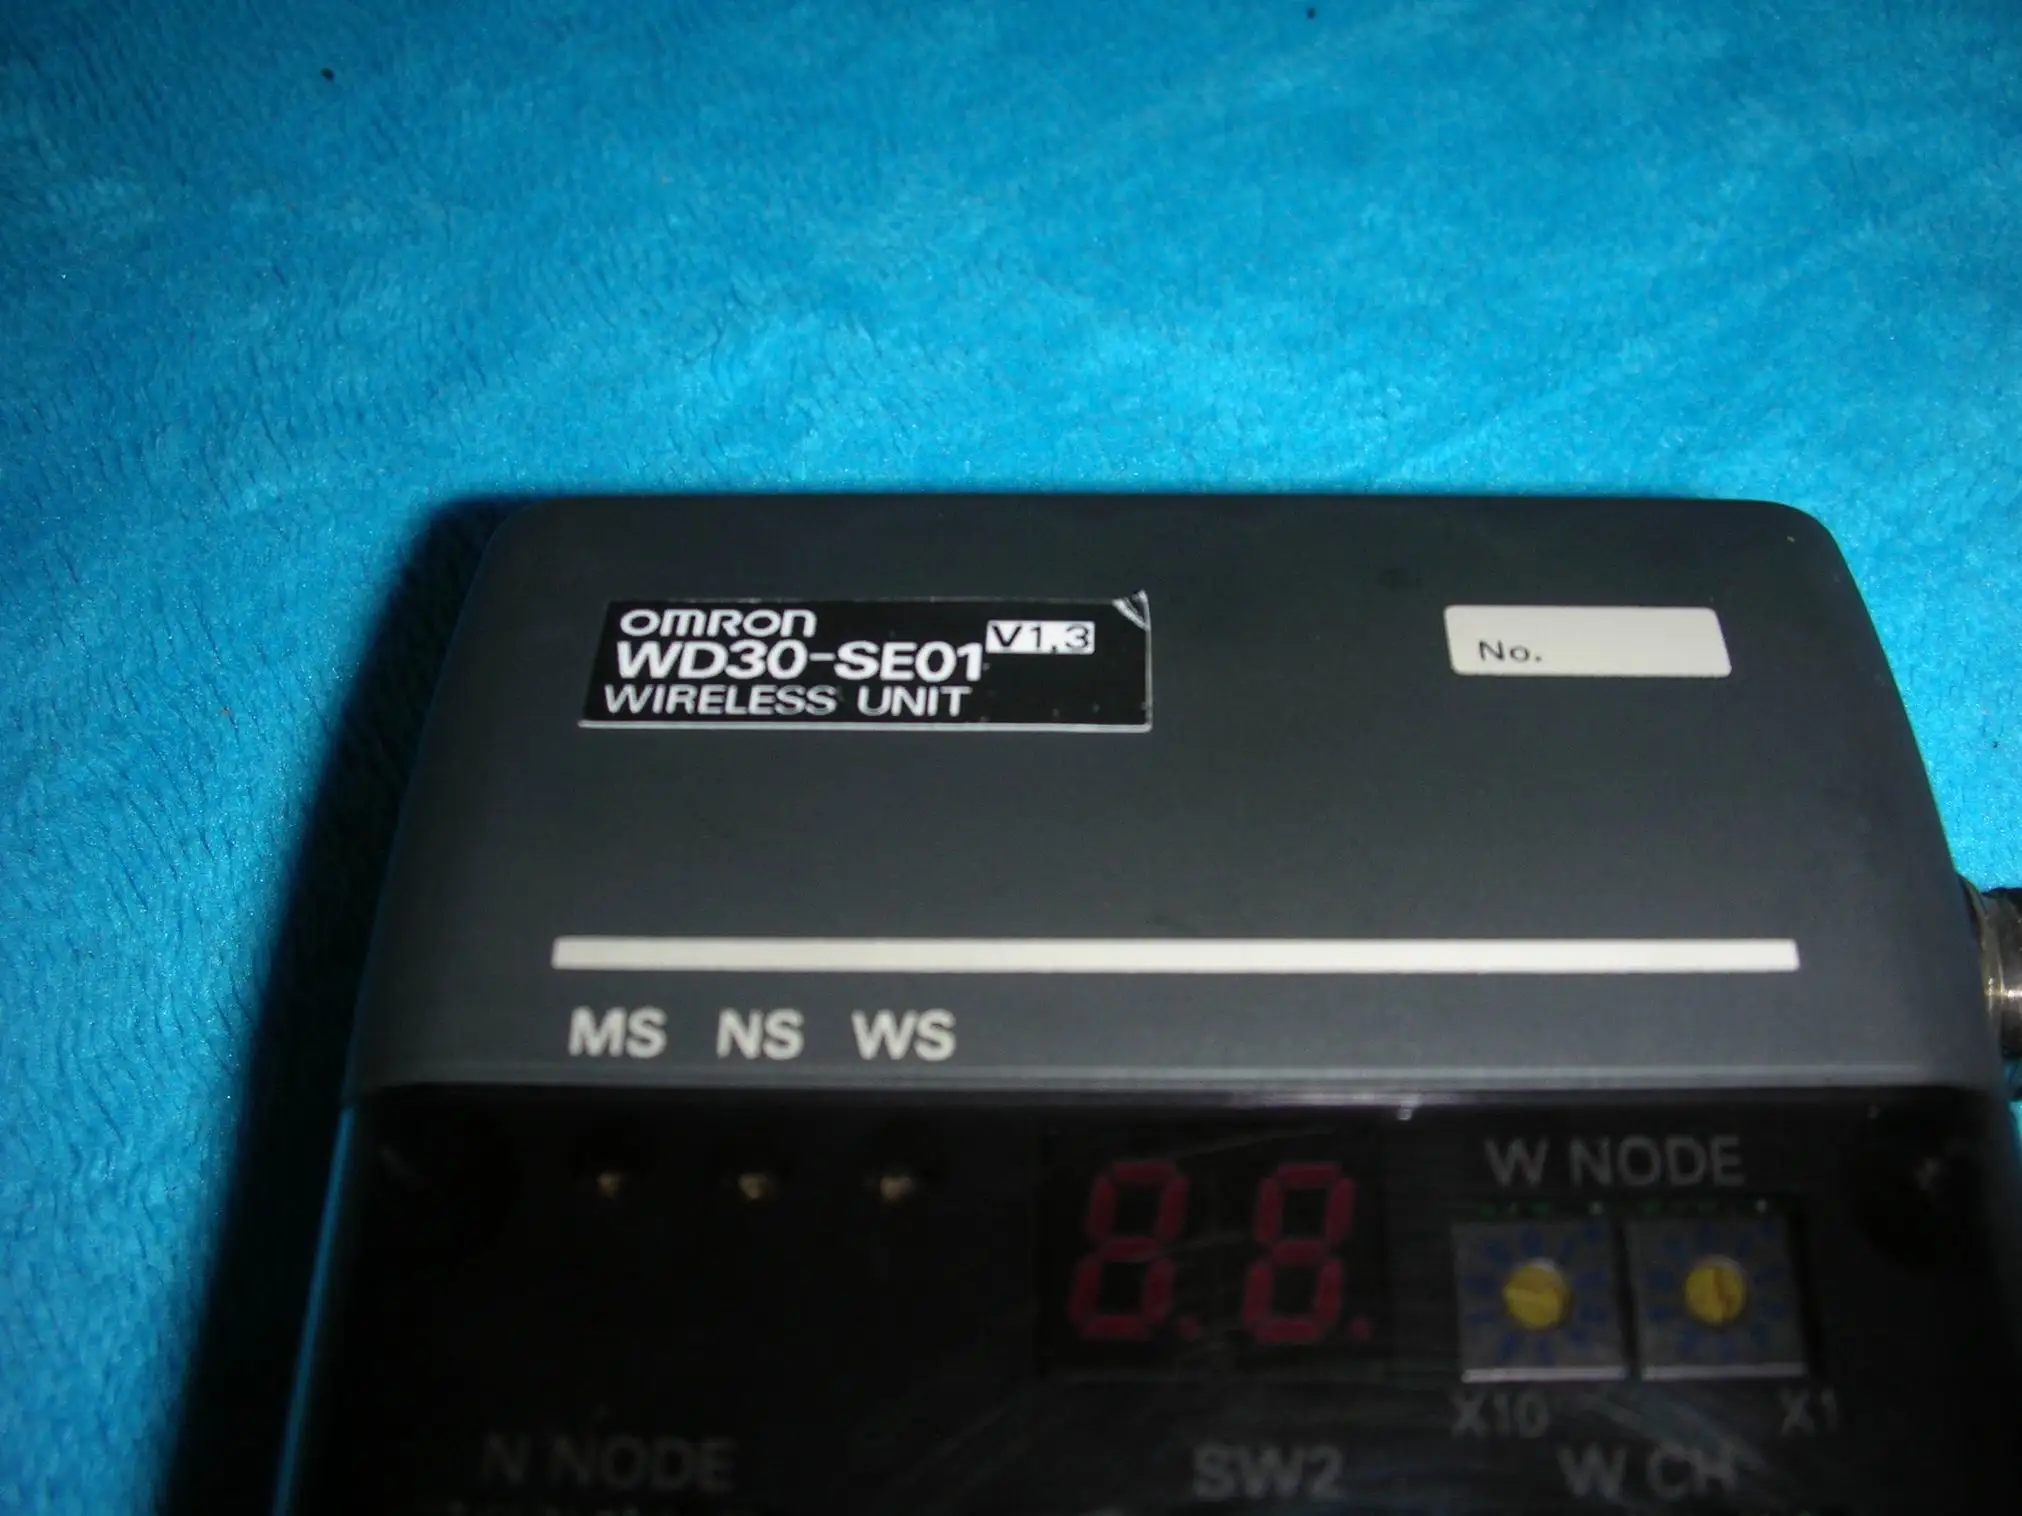 omRon
WD30-SE01 V1.3
WIRELESS UNIT
No.
MS NS WS
8.8.
W NODE
X10 X1
N NODE SW2 W CH